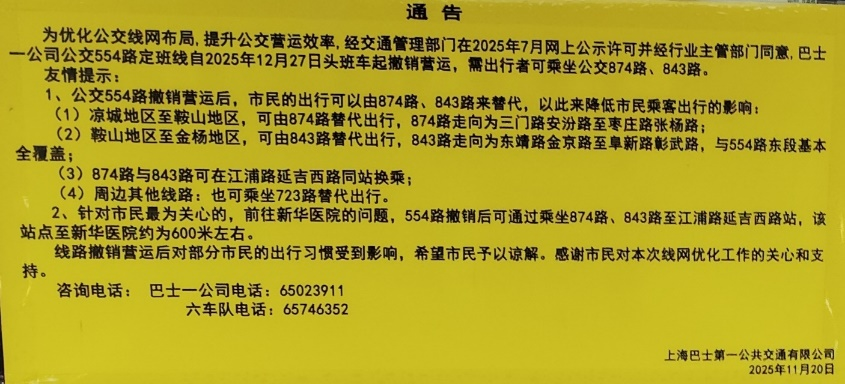 通 告
为优化公交线网布局,提升公交营运效率,经交通管理部门在2025年7月网上公示许可并经行业主管部门同意,巴士
一公司公交554路定班线自2025年12月27日头班车起撤销营运，需出行者可乘坐公交874路、843路。
友情提示：
1、公交554路撤销营运后，市民的出行可以由874路、843路来替代，以此来降低市民乘客出行的影响：
（1）凉城地区至鞍山地区，可由874路替代出行，874路走向为三门路安汾路至枣庄路张杨路；
（2）鞍山地区至金杨地区，可由843路替代出行，843路走向为东靖路金京路至阜新路彰武路，与554路东段基本
全覆盖；
（3）874路与843路可在江浦路延吉西路同站换乘；
（4）周边其他线路：也可乘坐723路替代出行。
2、针对市民最为关心的，前往新华医院的问题，554路撤销后可通过乘坐874路、843路至江浦路延吉西路站，该
站点至新华医院约为600米左右。
线路撤销营运后对部分市民的出行习惯受到影响，希望市民予以谅解。感谢市民对本次线网优化工作的关心和支
持。
咨询电话： 巴士一公司电话：65023911
六车队电话：65746352
上海巴士第一公共交通有限公司
2025年11月20日